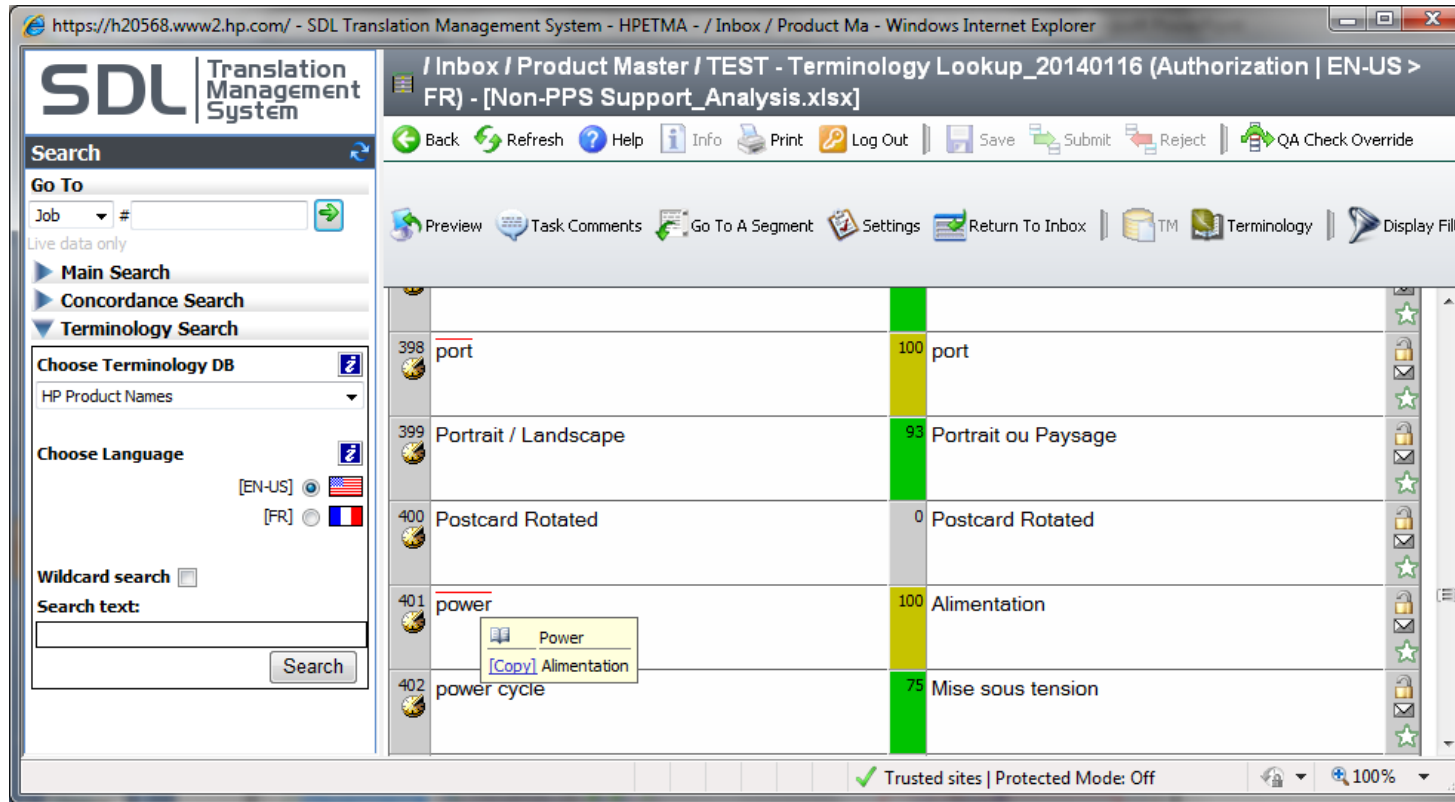 https://h20568.www2.hp.com/ - SDL Translation Management System - HPETMA - / Inbox / Product Ma - Windows Internet Explorer
SDL Translation Management System
/ Inbox / Product Master / TEST - Terminology Lookup_20140116 (Authorization | EN-US >
FR) - [Non-PPS Support_Analysis.xlsx]
Back Refresh Help Info Print Log Out Save Submit Reject QA Check Override
Preview Task Comments Go To A Segment Settings Return To Inbox TM Terminology Display Filt
Search
Go To
Job #
Live data only
Main Search
Concordance Search
Terminology Search
Choose Terminology DB
HP Product Names
Choose Language
[EN-US]
[FR]
Wildcard search
Search text:
Search
398 port 100 port
399 Portrait / Landscape 93 Portrait ou Paysage
400 Postcard Rotated 0 Postcard Rotated
401 power 100 Alimentation
Power
[Copy] Alimentation
402 power cycle 75 Mise sous tension
Trusted sites | Protected Mode: Off 100%